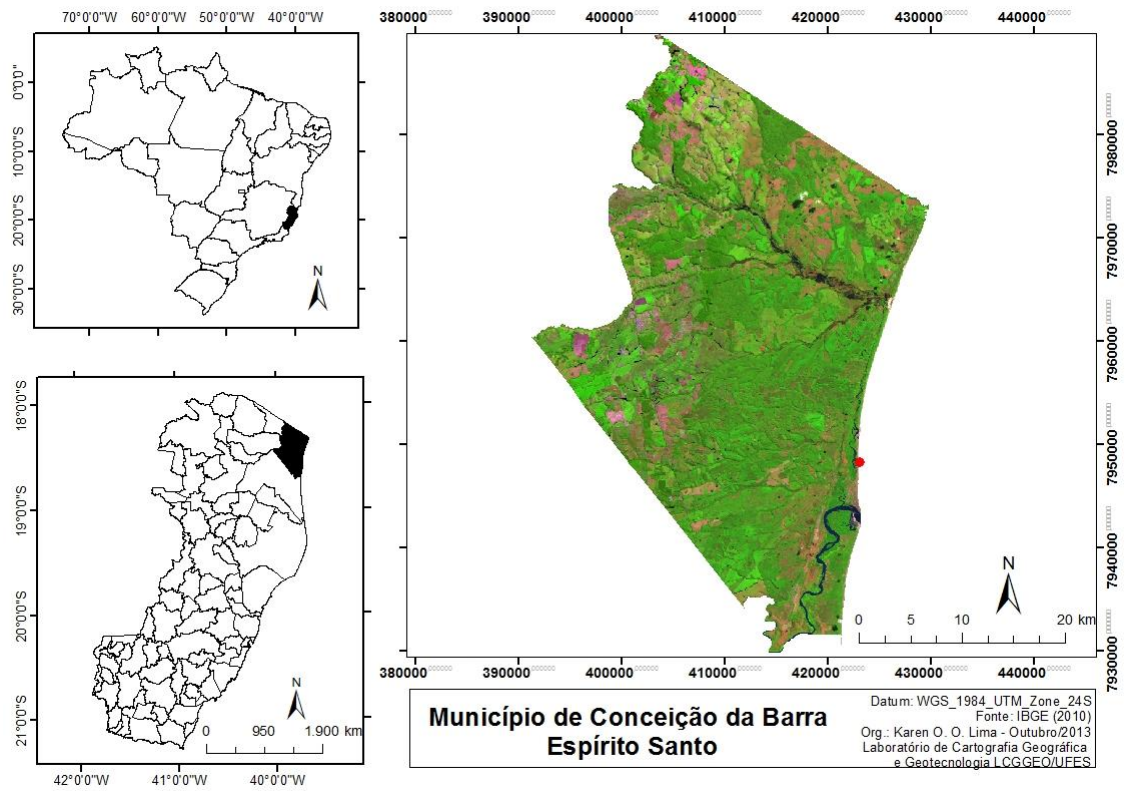 70°0'0"W 60°0'0"W 50°0'0"W 40°0'0"W
0°0'0"
10°0'0"S
20°0'0"S
30°0'0"S
N
18°0'0"S
19°0'0"S
20°0'0"S
21°0'0"S
N
0 950 1.900 km
42°0'0"W 41°0'0"W 40°0'0"W
380000 390000 400000 410000 420000 430000 440000
7980000
7970000
7960000
7950000
7940000
7930000
N
0 5 10 20 km
380000 390000 400000 410000 420000 430000 440000
Município de Conceição da Barra
Espírito Santo
Datum: WGS_1984_UTM_Zone_24S
Fonte: IBGE (2010)
Org.: Karen O. O. Lima - Outubro/2013
Laboratório de Cartografia Geográfica
e Geotecnologia LCGGEO/UFES